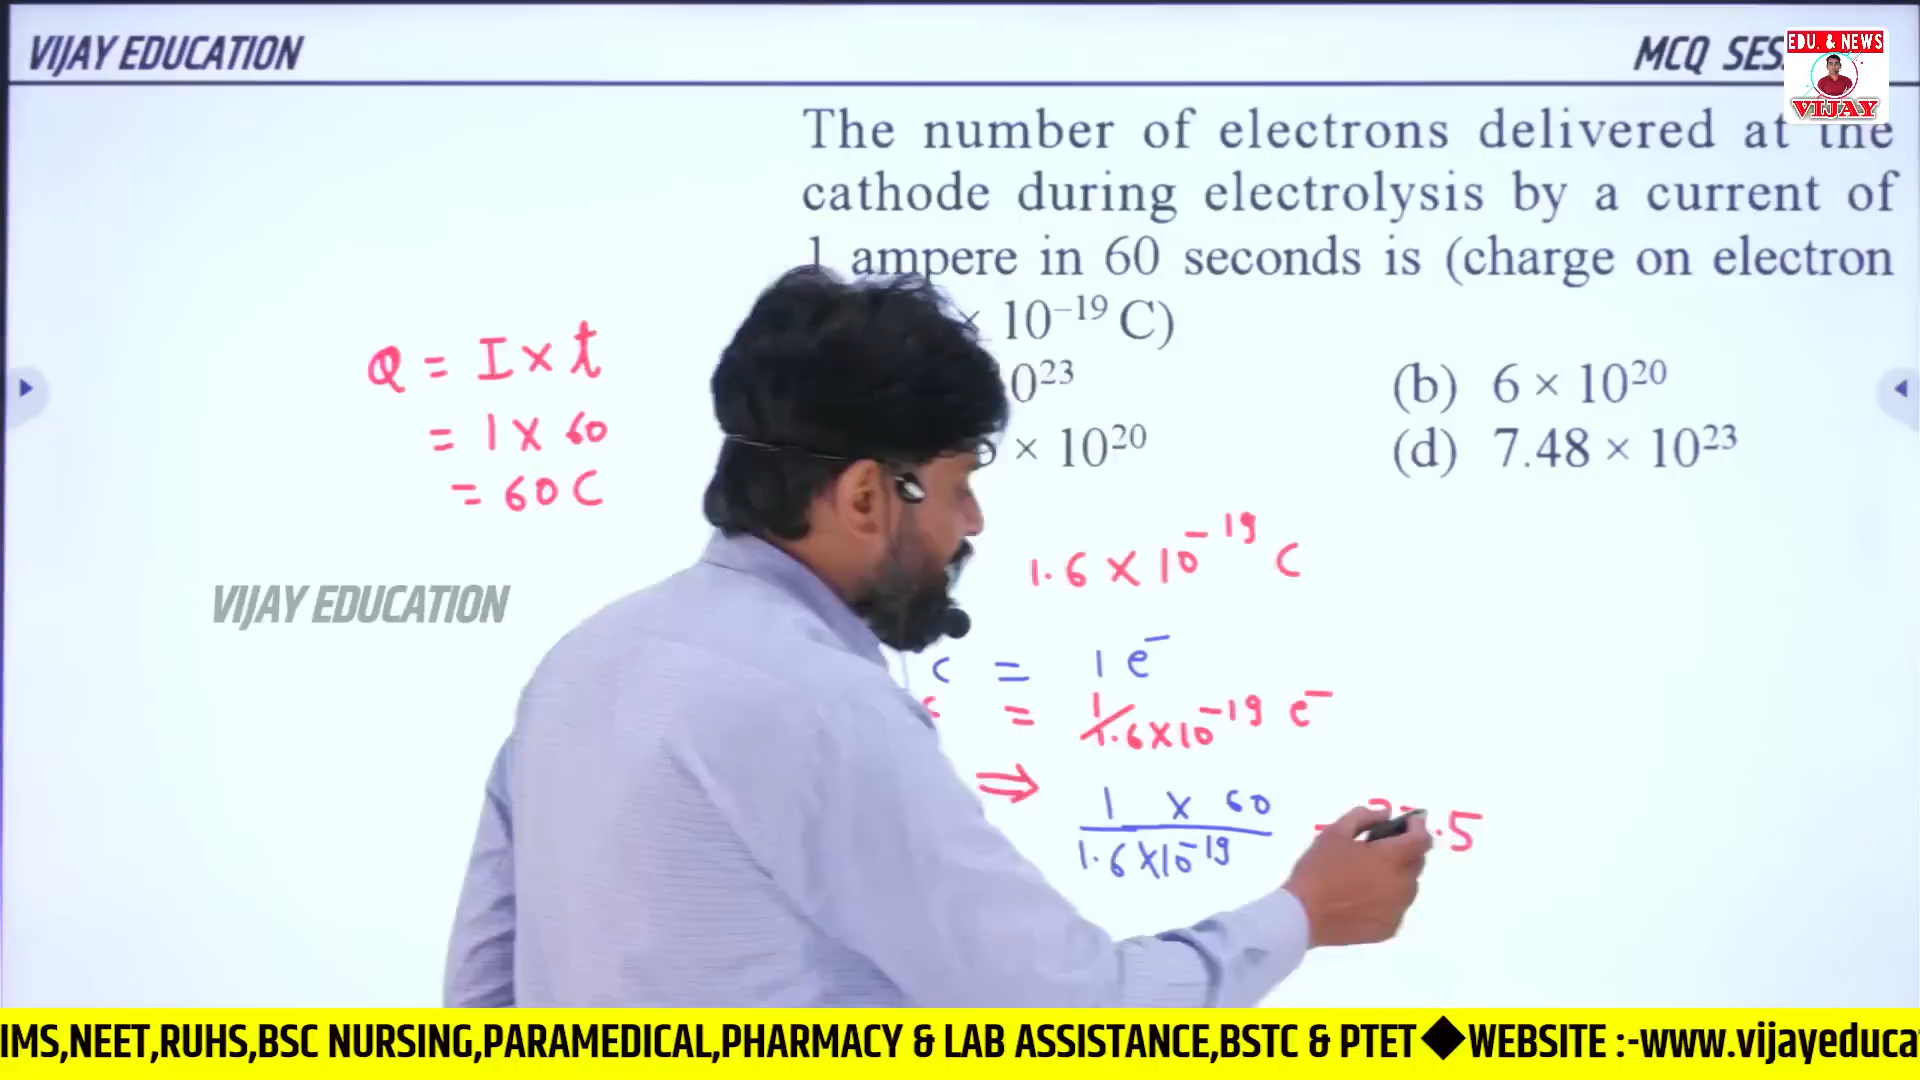 VIJAY EDUCATION
MCQ SES
EDU. & NEWS
VIJAY
The number of electrons delivered at the
cathode during electrolysis by a current of
1 ampere in 60 seconds is (charge on electron
× 10⁻¹⁹ C)
0²³
(b) 6 × 10²⁰
× 10²⁰
(d) 7.48 × 10²³
Q = I × t
= 1 × 60
= 60 C
1.6 × 10⁻¹⁹ C
VIJAY EDUCATION
C = 1 e⁻
= 1/1.6×10⁻¹⁹ e⁻
⇒ 1 × 60
1.6 × 10⁻¹⁹
.5
IMS,NEET,RUHS,BSC NURSING,PARAMEDICAL,PHARMACY & LAB ASSISTANCE,BSTC & PTET◆WEBSITE :-www.vijayeduca